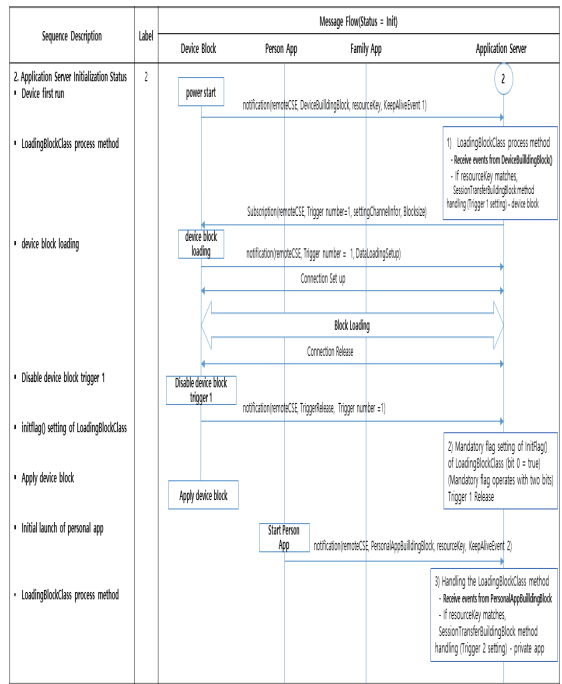 Sequence Description
Label
Message Flow(Status = Init)
Device Block
Person App
Family App
Application Server
2. Application Server Initialization Status
2
• Device first run
power start
2
notification(remoteCSE, DeviceBuilldingBlock, resourceKey, KeepAliveEvent 1)
• LoadingBlockClass process method
1) LoadingBlockClass process method
- Receive events from DeviceBuilldingBlock()
- If resourceKey matches,
SessionTransferBuildingBlock method
handling (Trigger 1 setting) - device block
Subscription(remoteCSE, Trigger number=1, settingChannelInfor, Blocksize)
• device block loading
device block
loading
notification(remoteCSE, Trigger number = 1, DataLoadingSetup)
Connection Set up
Block Loading
Connection Release
• Disable device block trigger 1
Disable device block
trigger 1
notification(remoteCSE, TriggerRelease, Trigger number =1)
• initflag() setting of LoadingBlockClass
2) Mandatory flag setting of InitFlag()
of LoadingBlockClass (bit 0 = true)
(Mandatory flag operates with two bits)
Trigger 1 Release
• Apply device block
Apply device block
• Initial launch of personal app
Start Person
App
notification(remoteCSE, PersonalAppBuilldingBlock, resourceKey, KeepAliveEvent 2)
• LoadingBlockClass process method
3) Handling the LoadingBlockClass method
- Receive events from PersonalAppBuilldingBlock
- If resourceKey matches,
SessionTransferBuildingBlock method
handling (Trigger 2 setting) - private app